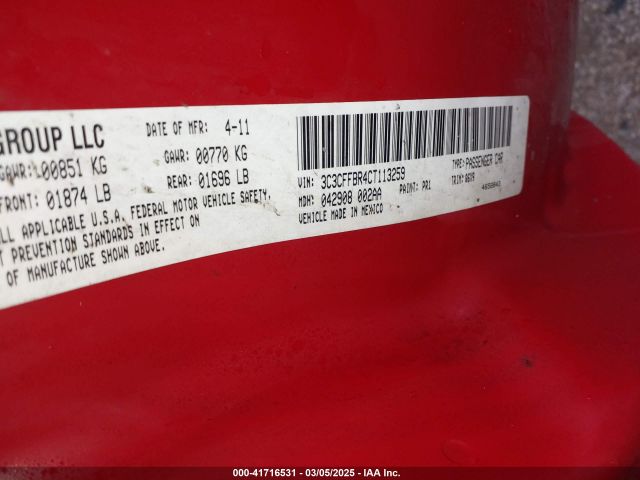 GROUP LLC
DATE OF MFR: 4-11
GAWR: 00851 KG
GAWR: 00770 KG
FRONT: 01874 LB
REAR: 01696 LB
ALL APPLICABLE U.S.A. FEDERAL MOTOR VEHICLE SAFETY,
T PREVENTION STANDARDS IN EFFECT ON
OF MANUFACTURE SHOWN ABOVE.
VIN: 3C3CFFBR4CT113259
TYPE: PASSENGER CAR
MDH: 042908 002AA
PAINT: PR1
TRIM: 6619
VEHICLE MADE IN MEXICO
000-41716531 - 03/05/2025 - IAA Inc.